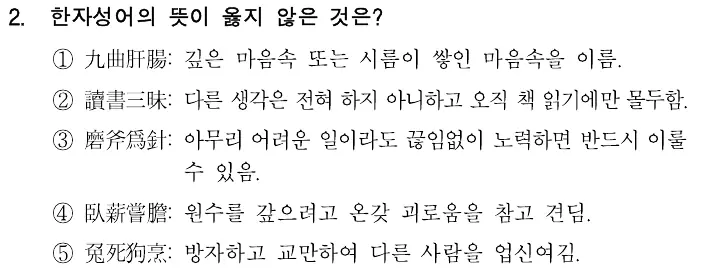 2. 한자성어의 뜻이 옳지 않은 것은?
① 九曲肝腸: 깊은 마음속 또는 시름이 쌓인 마음속을 이름.
② 讀書三昧: 다른 생각은 전혀 하지 아니하고 오직 책 읽기에만 몰두함.
③ 磨斧爲針: 아무리 어려운 일이라도 끊임없이 노력하면 반드시 이룰
수 있음.
④ 臥薪嘗膽: 원수를 갚으려고 온갖 괴로움을 참고 견딤.
⑤ 兎死狗烹: 방자하고 교만하여 다른 사람을 업신여김.